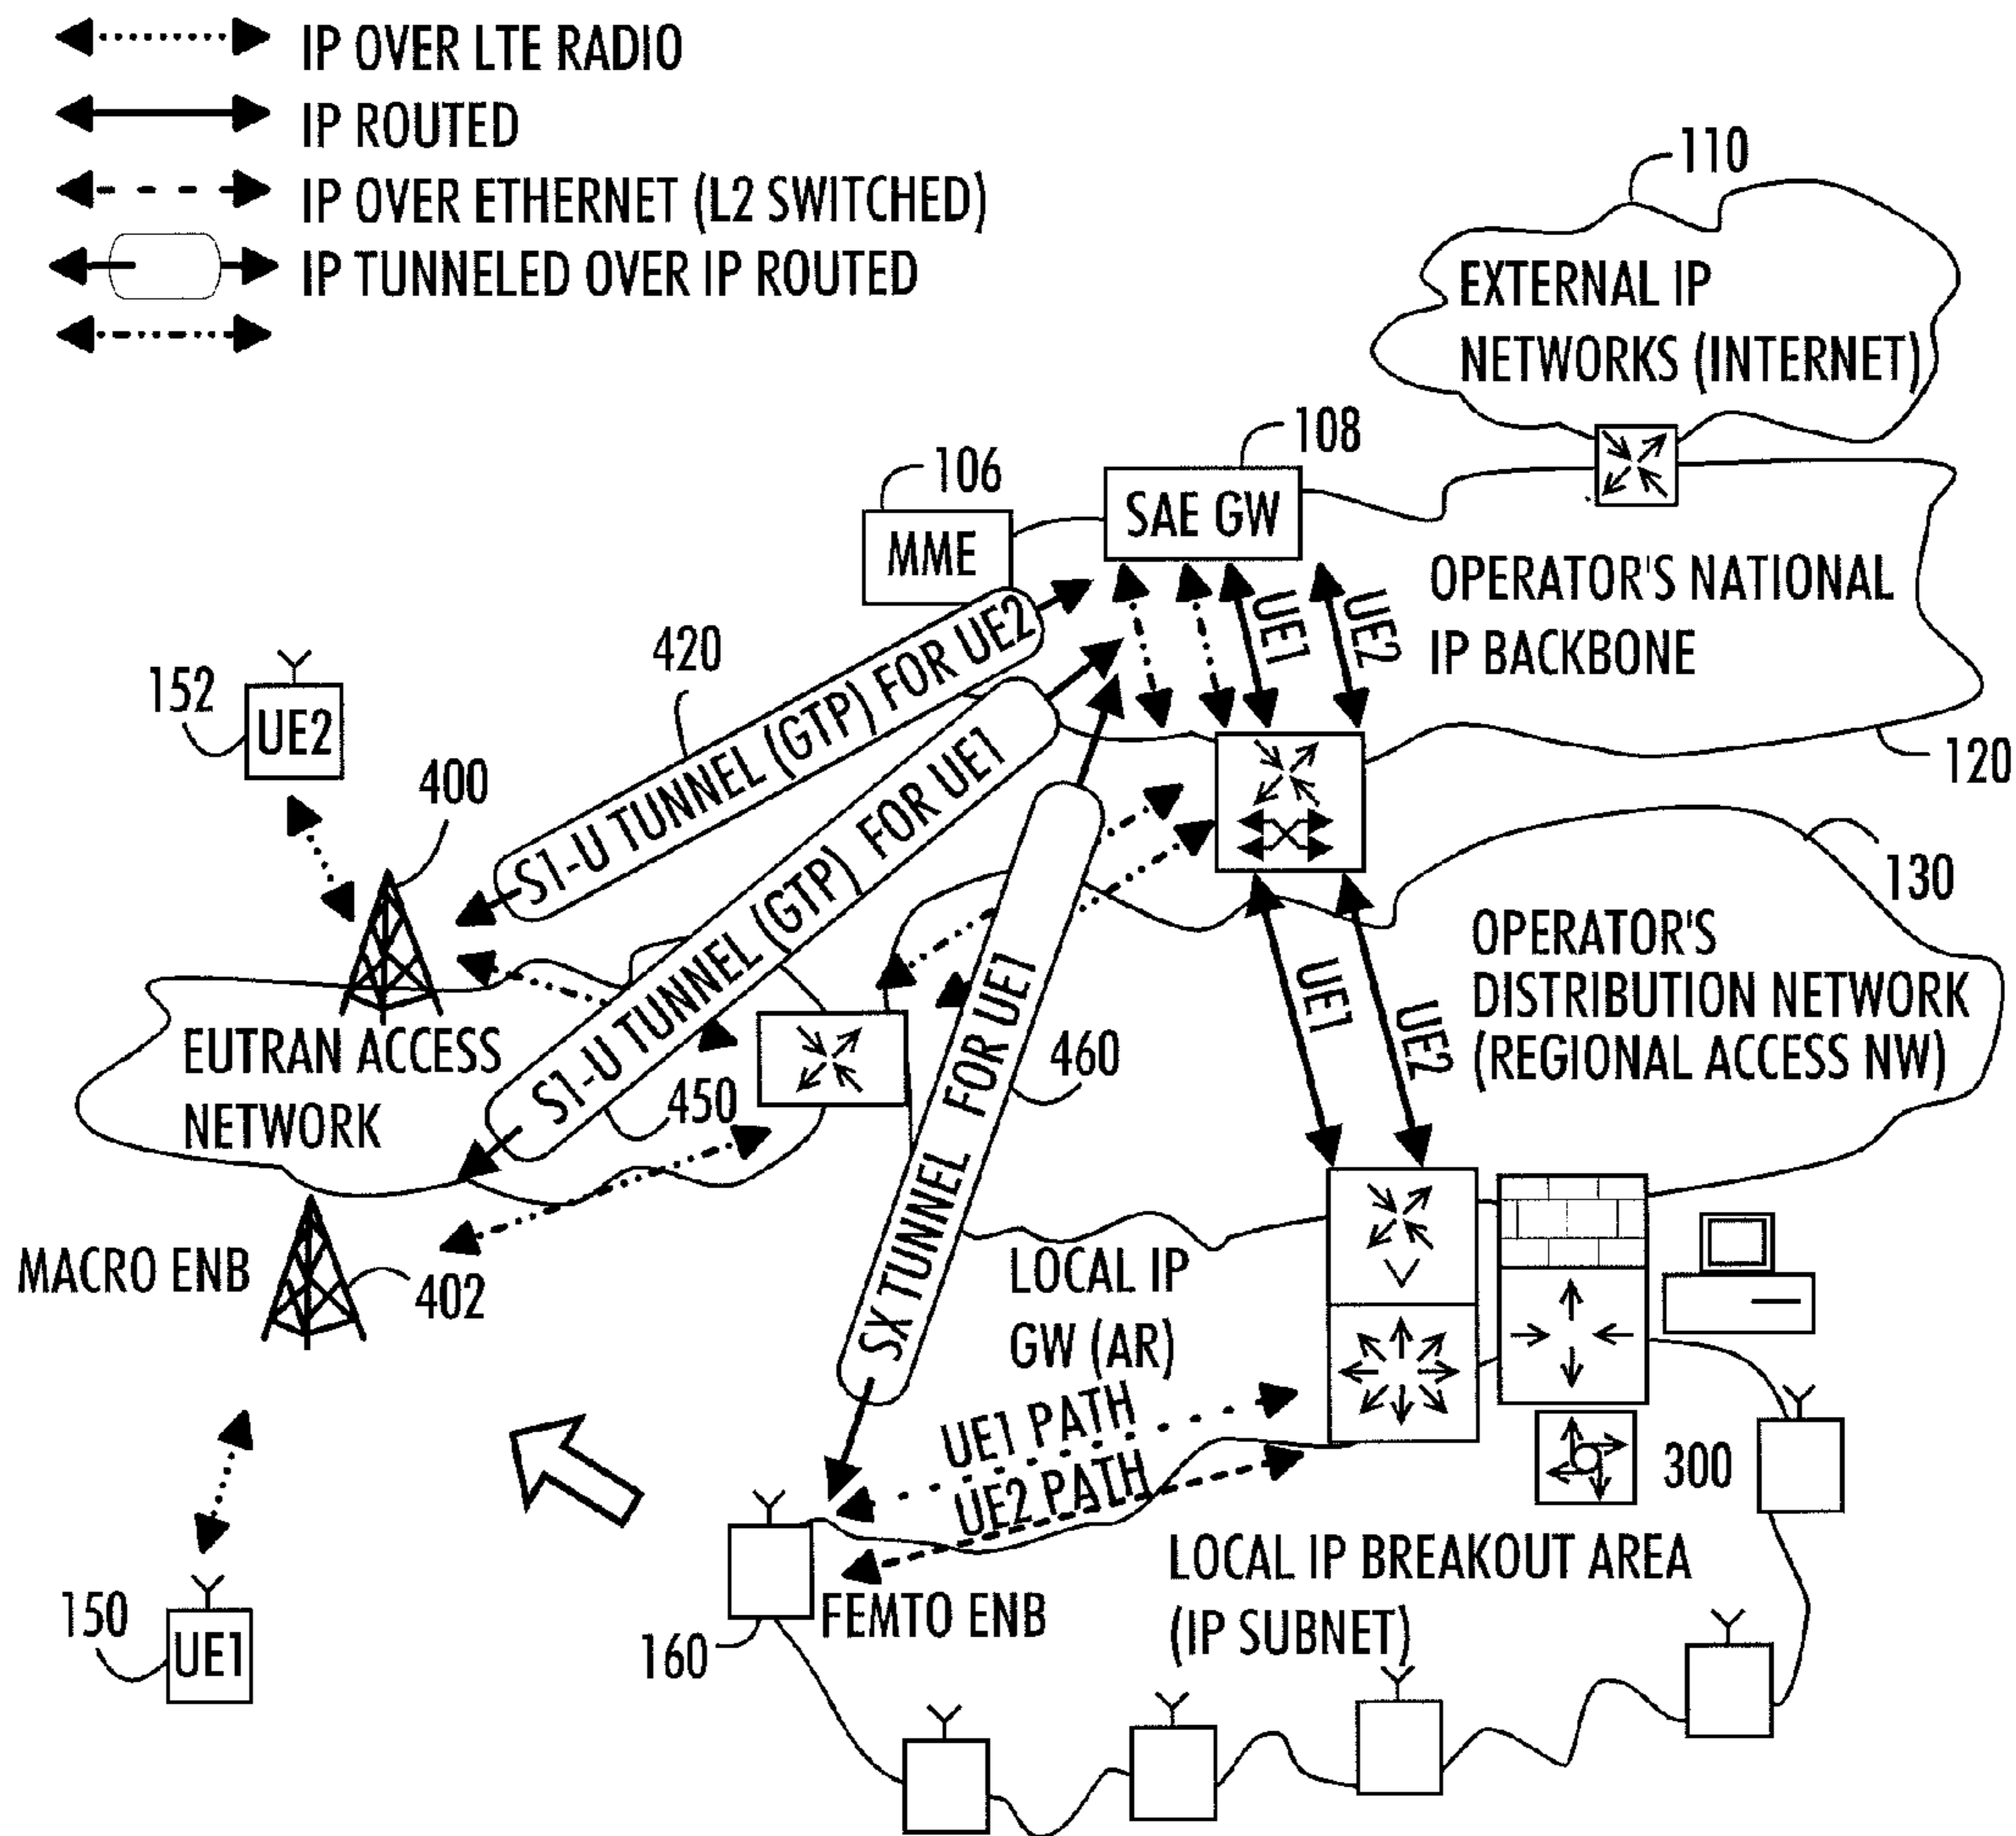 IP OVER LTE RADIO
IP ROUTED
IP OVER ETHERNET (L2 SWITCHED)
IP TUNNELED OVER IP ROUTED
110
EXTERNAL IP
NETWORKS (INTERNET)
108
106
SAE GW
MME
OPERATOR'S NATIONAL
IP BACKBONE
UE1
UE2
420
152
UE2
S1-U TUNNEL (GTP) FOR UE2
400
120
S1-U TUNNEL (GTP) FOR UE1
130
OPERATOR'S
DISTRIBUTION NETWORK
(REGIONAL ACCESS NW)
UE1
UE2
EUTRAN ACCESS
NETWORK
450
460
SX TUNNEL FOR UE1
MACRO ENB
402
LOCAL IP
GW (AR)
UE1 PATH
UE2 PATH
300
LOCAL IP BREAKOUT AREA
(IP SUBNET)
FEMTO ENB
160
150
UE1